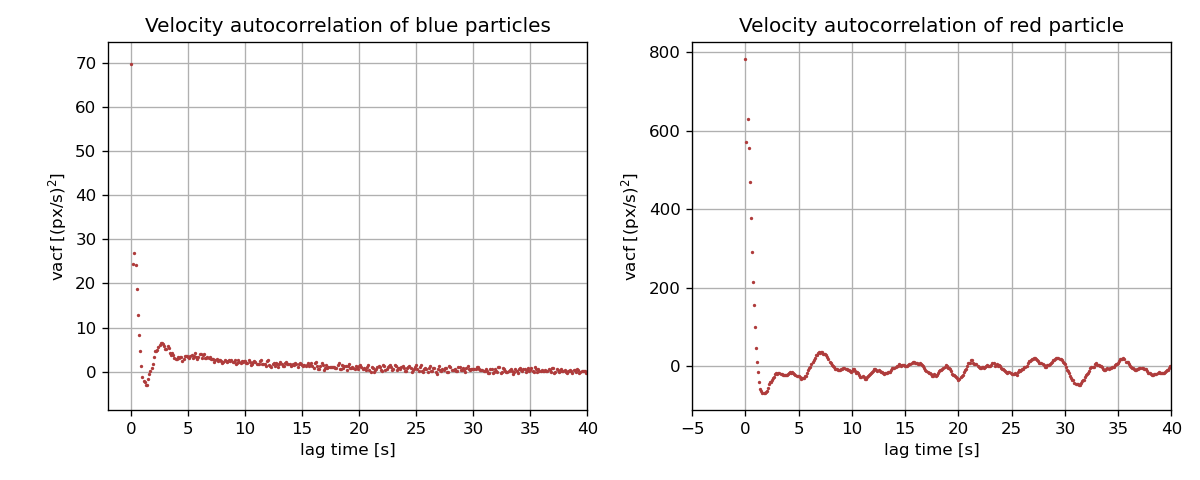 Velocity autocorrelation of blue particles
vacf [(px/s)²]
70
60
50
40
30
20
10
0
0 5 10 15 20 25 30 35 40
lag time [s]
Velocity autocorrelation of red particle
vacf [(px/s)²]
800
600
400
200
0
−5 0 5 10 15 20 25 30 35 40
lag time [s]